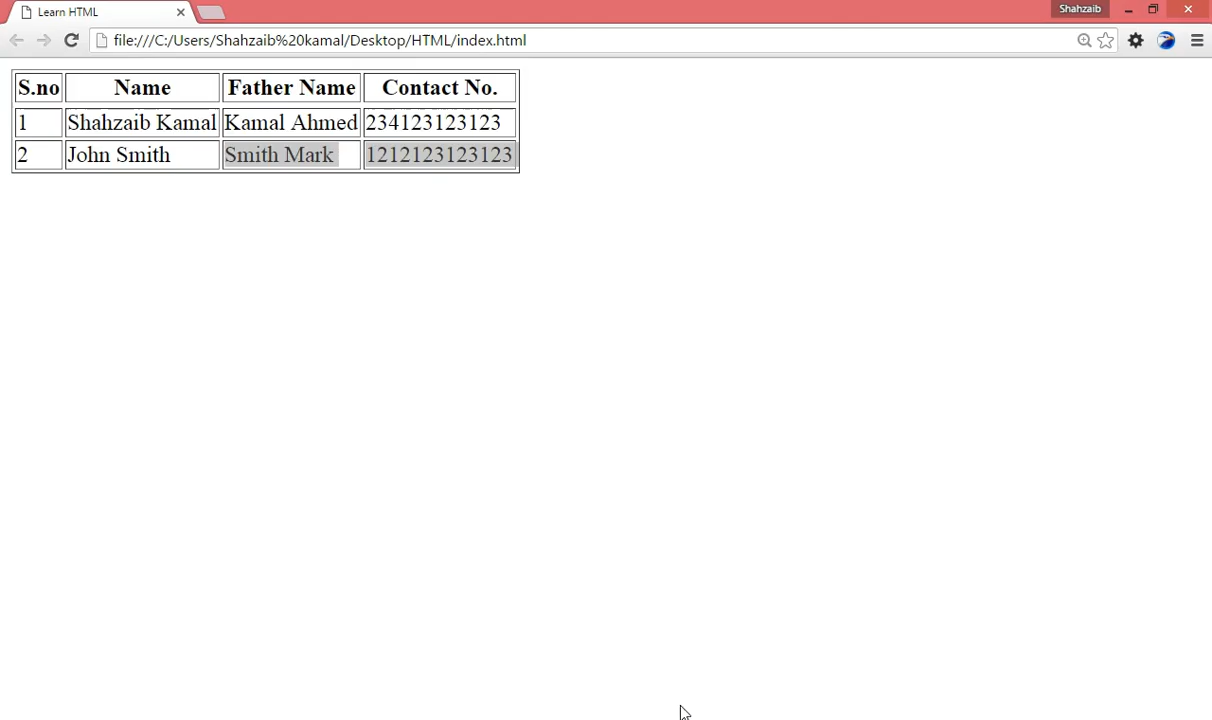 Learn HTML
Shahzaib
file:///C:/Users/Shahzaib%20kamal/Desktop/HTML/index.html
S.no Name Father Name Contact No.
1 Shahzaib Kamal Kamal Ahmed 234123123123
2 John Smith Smith Mark 1212123123123